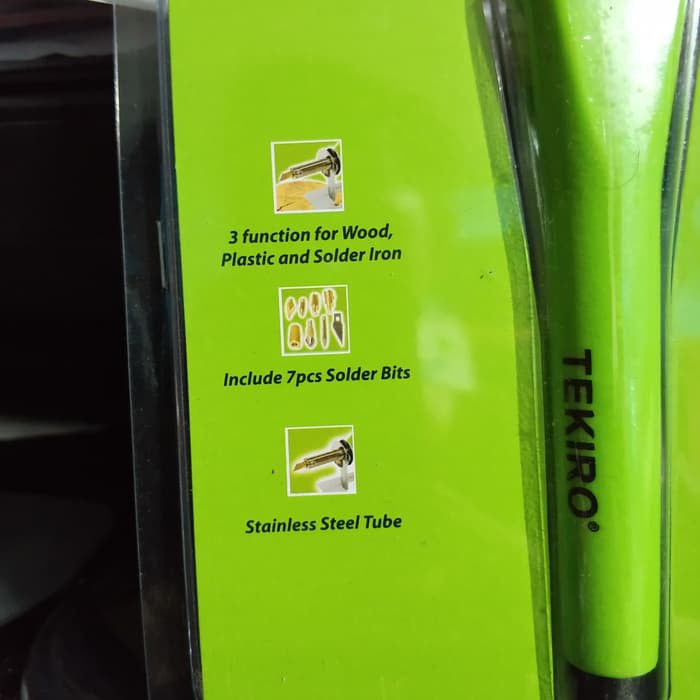 3 function for Wood,
Plastic and Solder Iron
Include 7pcs Solder Bits
Stainless Steel Tube
TEKIRO®